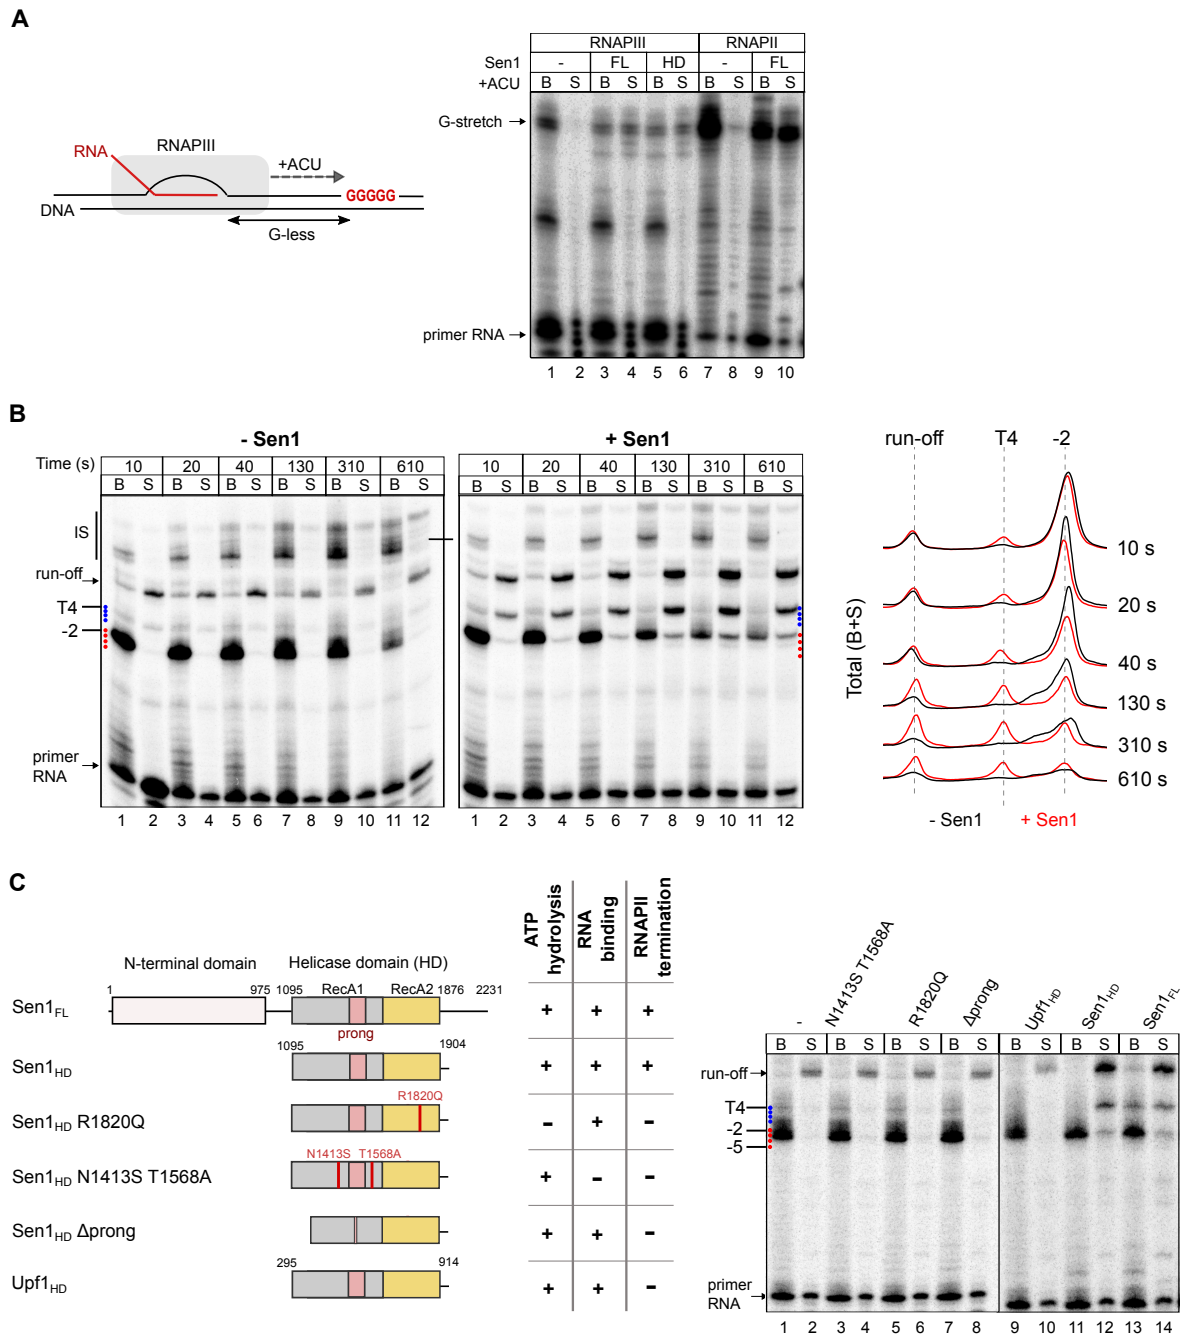 A
RNAPIII
RNAPII
Sen1
-
FL
HD
-
FL
+ACU
B S B S B S B S B S
G-stretch
primer RNA
1 2 3 4 5 6 7 8 9 10
RNAPIII
RNA
+ACU
GGGGG
DNA
G-less
B
- Sen1
Time (s)
10 20 40 130 310 610
B S B S B S B S B S B S
IS
run-off
T4
-2
primer
RNA
1 2 3 4 5 6 7 8 9 10 11 12
+ Sen1
10 20 40 130 310 610
B S B S B S B S B S B S
1 2 3 4 5 6 7 8 9 10 11 12
run-off T4 -2
Total (B+S)
10 s
20 s
40 s
130 s
310 s
610 s
- Sen1 + Sen1
C
ATP hydrolysis
RNA binding
RNAPII termination
N-terminal domain
Helicase domain (HD)
1 975 1095 RecA1 RecA2 1876 2231
Sen1FL
prong
+ + +
1095 1904
Sen1HD
+ + +
R1820Q
Sen1HD R1820Q
- + -
N1413S T1568A
Sen1HD N1413S T1568A
+ - -
Sen1HD Δprong
+ + -
295 914
Upf1HD
+ + -
-
N1413S T1568A
R1820Q
Δprong
Upf1HD
Sen1HD
Sen1FL
B S B S B S B S B S B S B S
run-off
T4
-2
-5
primer
RNA
1 2 3 4 5 6 7 8 9 10 11 12 13 14